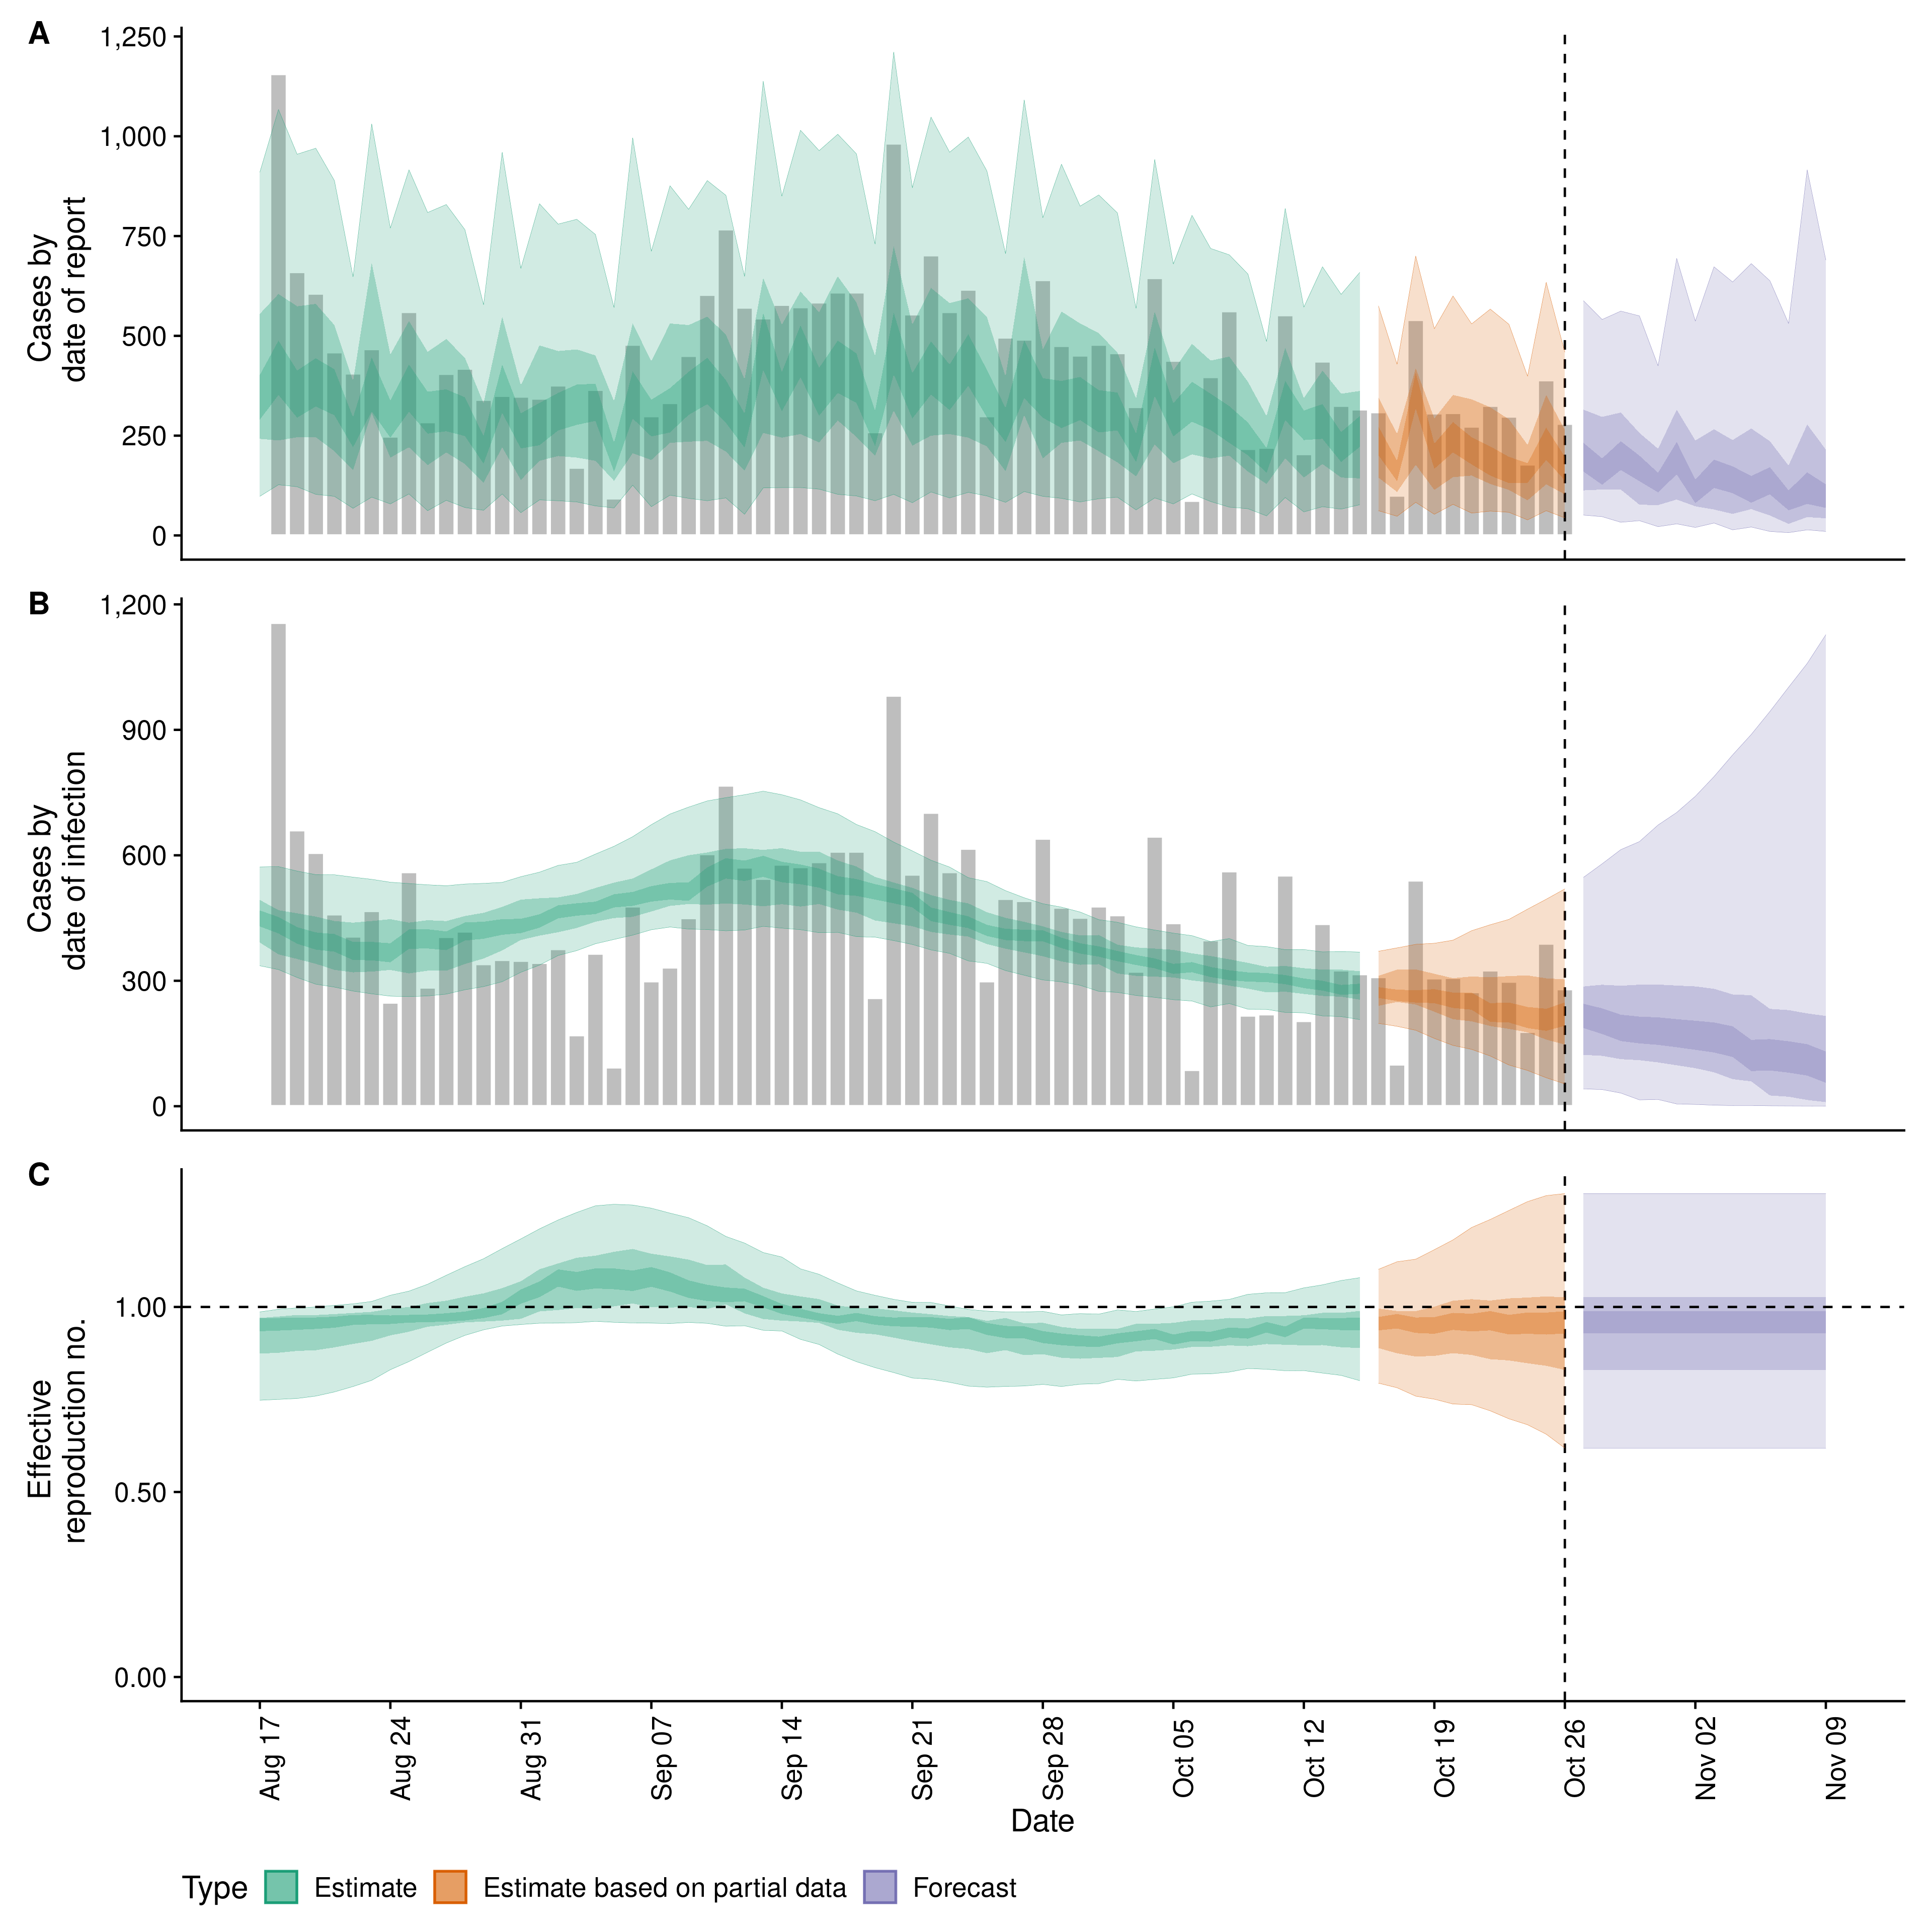 A
1,250
1,000
750
500
250
0
Cases by
date of report
B
1,200
900
600
300
0
Cases by
date of infection
C
1.00
0.50
0.00
Effective
reproduction no.
Aug 17
Aug 24
Aug 31
Sep 07
Sep 14
Sep 21
Sep 28
Oct 05
Oct 12
Oct 19
Oct 26
Nov 02
Nov 09
Date
Type Estimate Estimate based on partial data Forecast